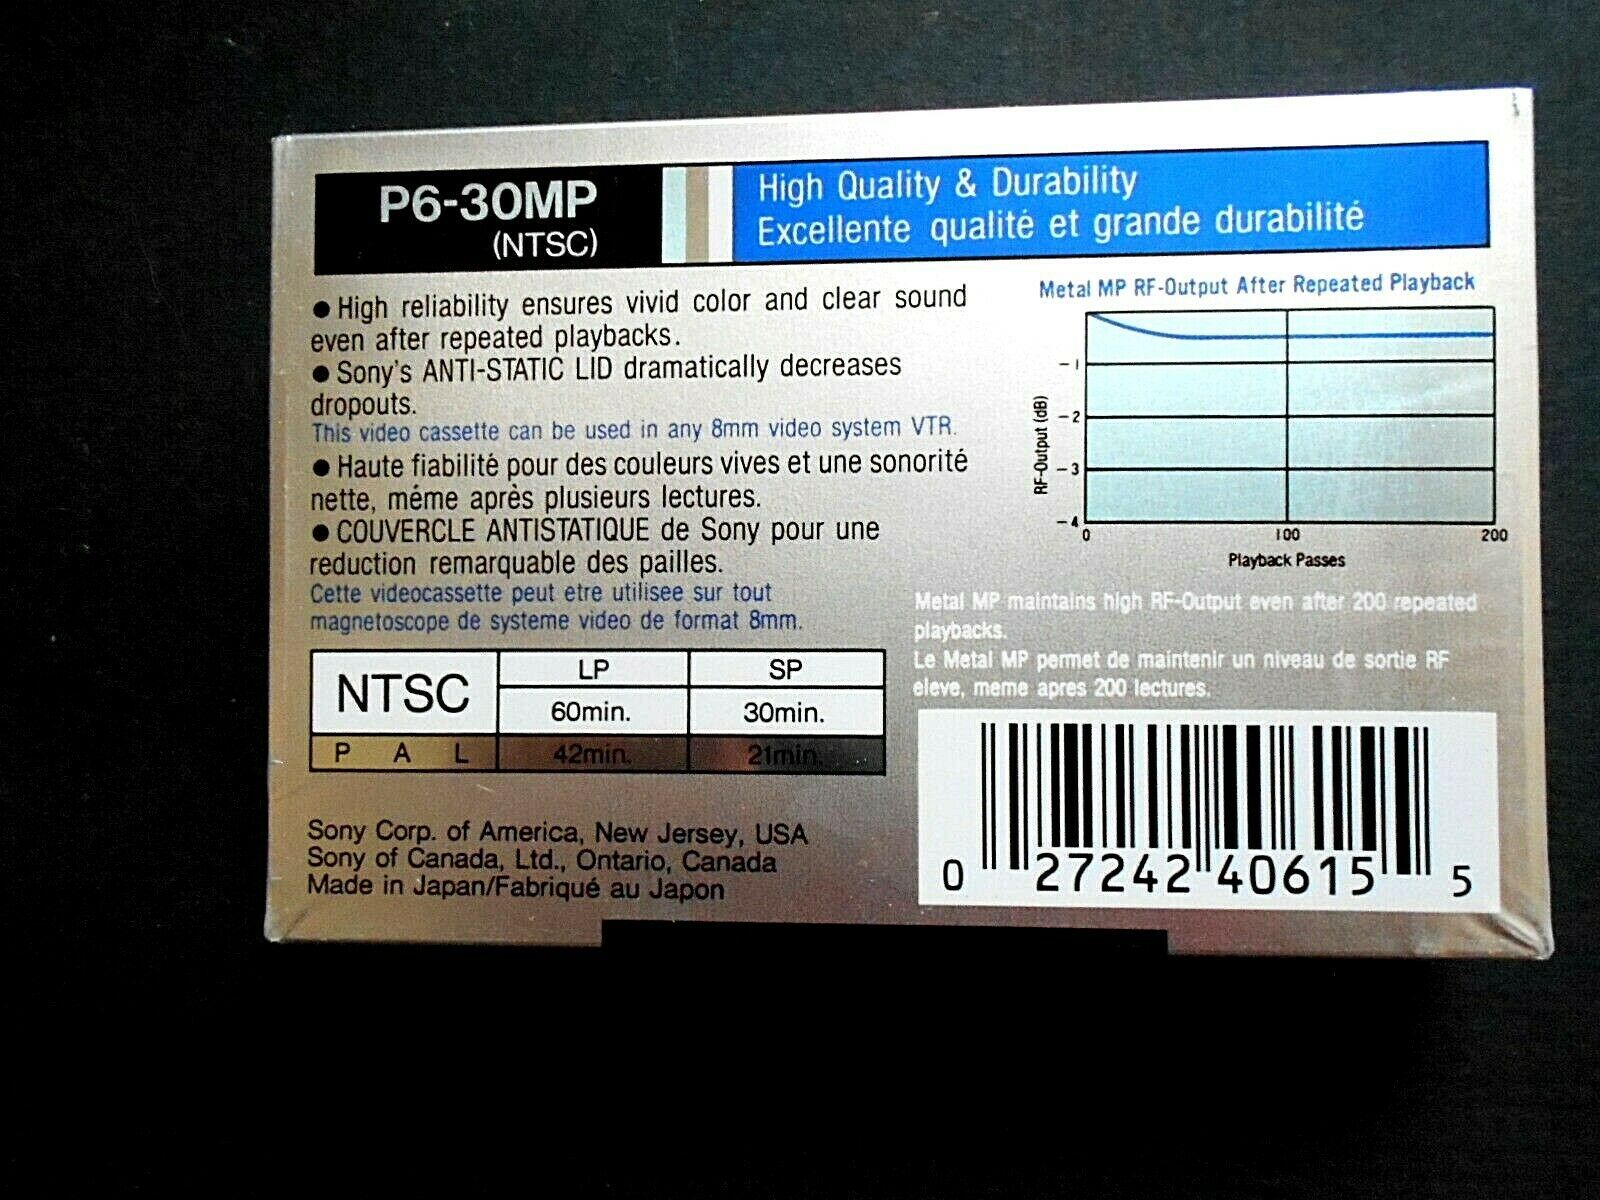 P6-30MP
(NTSC)
High Quality & Durability
Excellente qualité et grande durabilité
● High reliability ensures vivid color and clear sound
even after repeated playbacks.
● Sony's ANTI-STATIC LID dramatically decreases
dropouts.
This video cassette can be used in any 8mm video system VTR.
● Haute fiabilité pour des couleurs vives et une sonorité
nette, méme après plusieurs lectures.
● COUVERCLE ANTISTATIQUE de Sony pour une
reduction remarquable des pailles.
Cette videocassette peut etre utilisee sur tout
magnetoscope de systeme video de format 8mm.
NTSC LP SP
60min. 30min.
PAL 42min. 21min.
Sony Corp. of America, New Jersey, USA
Sony of Canada, Ltd., Ontario, Canada
Made in Japan/Fabriqué au Japon
Metal MP RF-Output After Repeated Playback
RF-Output (dB)
-1
-2
-3
-4
0 100 200
Playback Passes
Metal MP maintains high RF-Output even after 200 repeated
playbacks.
Le Metal MP permet de maintenir un niveau de sortie RF
eleve, meme apres 200 lectures.
0 27242 40615 5